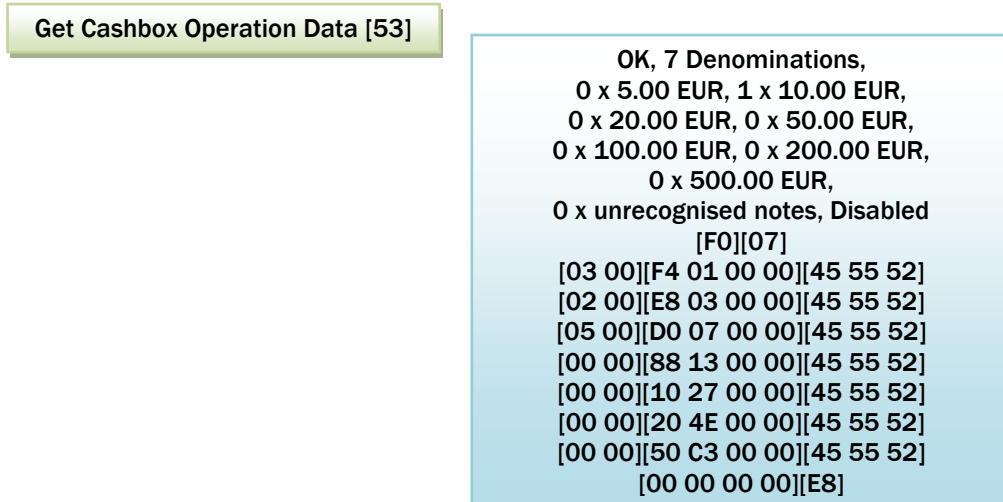 Get Cashbox Operation Data [53]
OK, 7 Denominations,
0 x 5.00 EUR, 1 x 10.00 EUR,
0 x 20.00 EUR, 0 x 50.00 EUR,
0 x 100.00 EUR, 0 x 200.00 EUR,
0 x 500.00 EUR,
0 x unrecognised notes, Disabled
[F0][07]
[03 00][F4 01 00 00][45 55 52]
[02 00][E8 03 00 00][45 55 52]
[05 00][D0 07 00 00][45 55 52]
[00 00][88 13 00 00][45 55 52]
[00 00][10 27 00 00][45 55 52]
[00 00][20 4E 00 00][45 55 52]
[00 00][50 C3 00 00][45 55 52]
[00 00 00 00][E8]